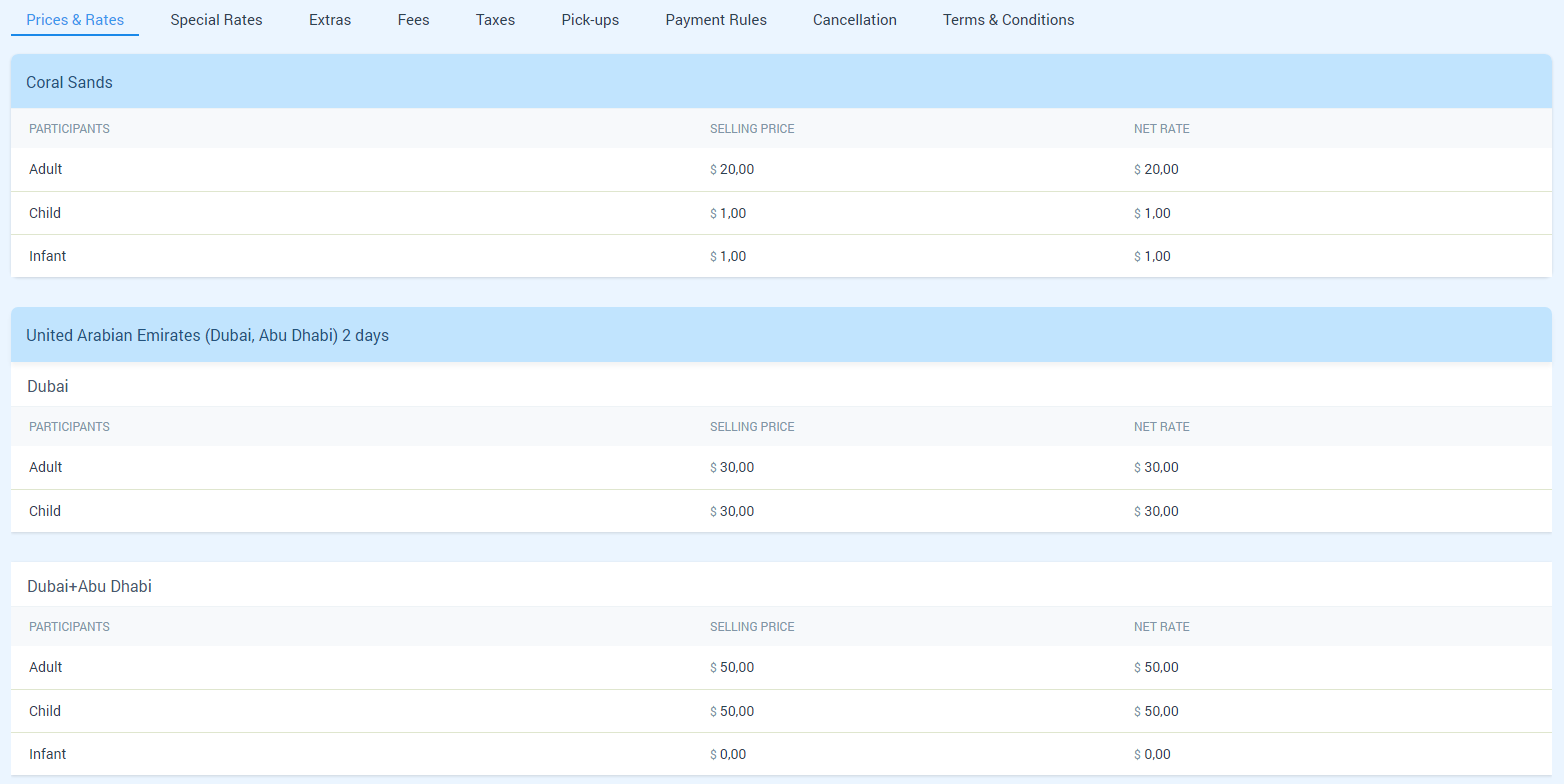 Prices & Rates Special Rates Extras Fees Taxes Pick-ups Payment Rules Cancellation Terms & Conditions
Coral Sands
PARTICIPANTS SELLING PRICE NET RATE
Adult $ 20,00 $ 20,00
Child $ 1,00 $ 1,00
Infant $ 1,00 $ 1,00
United Arabian Emirates (Dubai, Abu Dhabi) 2 days
Dubai
PARTICIPANTS SELLING PRICE NET RATE
Adult $ 30,00 $ 30,00
Child $ 30,00 $ 30,00
Dubai+Abu Dhabi
PARTICIPANTS SELLING PRICE NET RATE
Adult $ 50,00 $ 50,00
Child $ 50,00 $ 50,00
Infant $ 0,00 $ 0,00